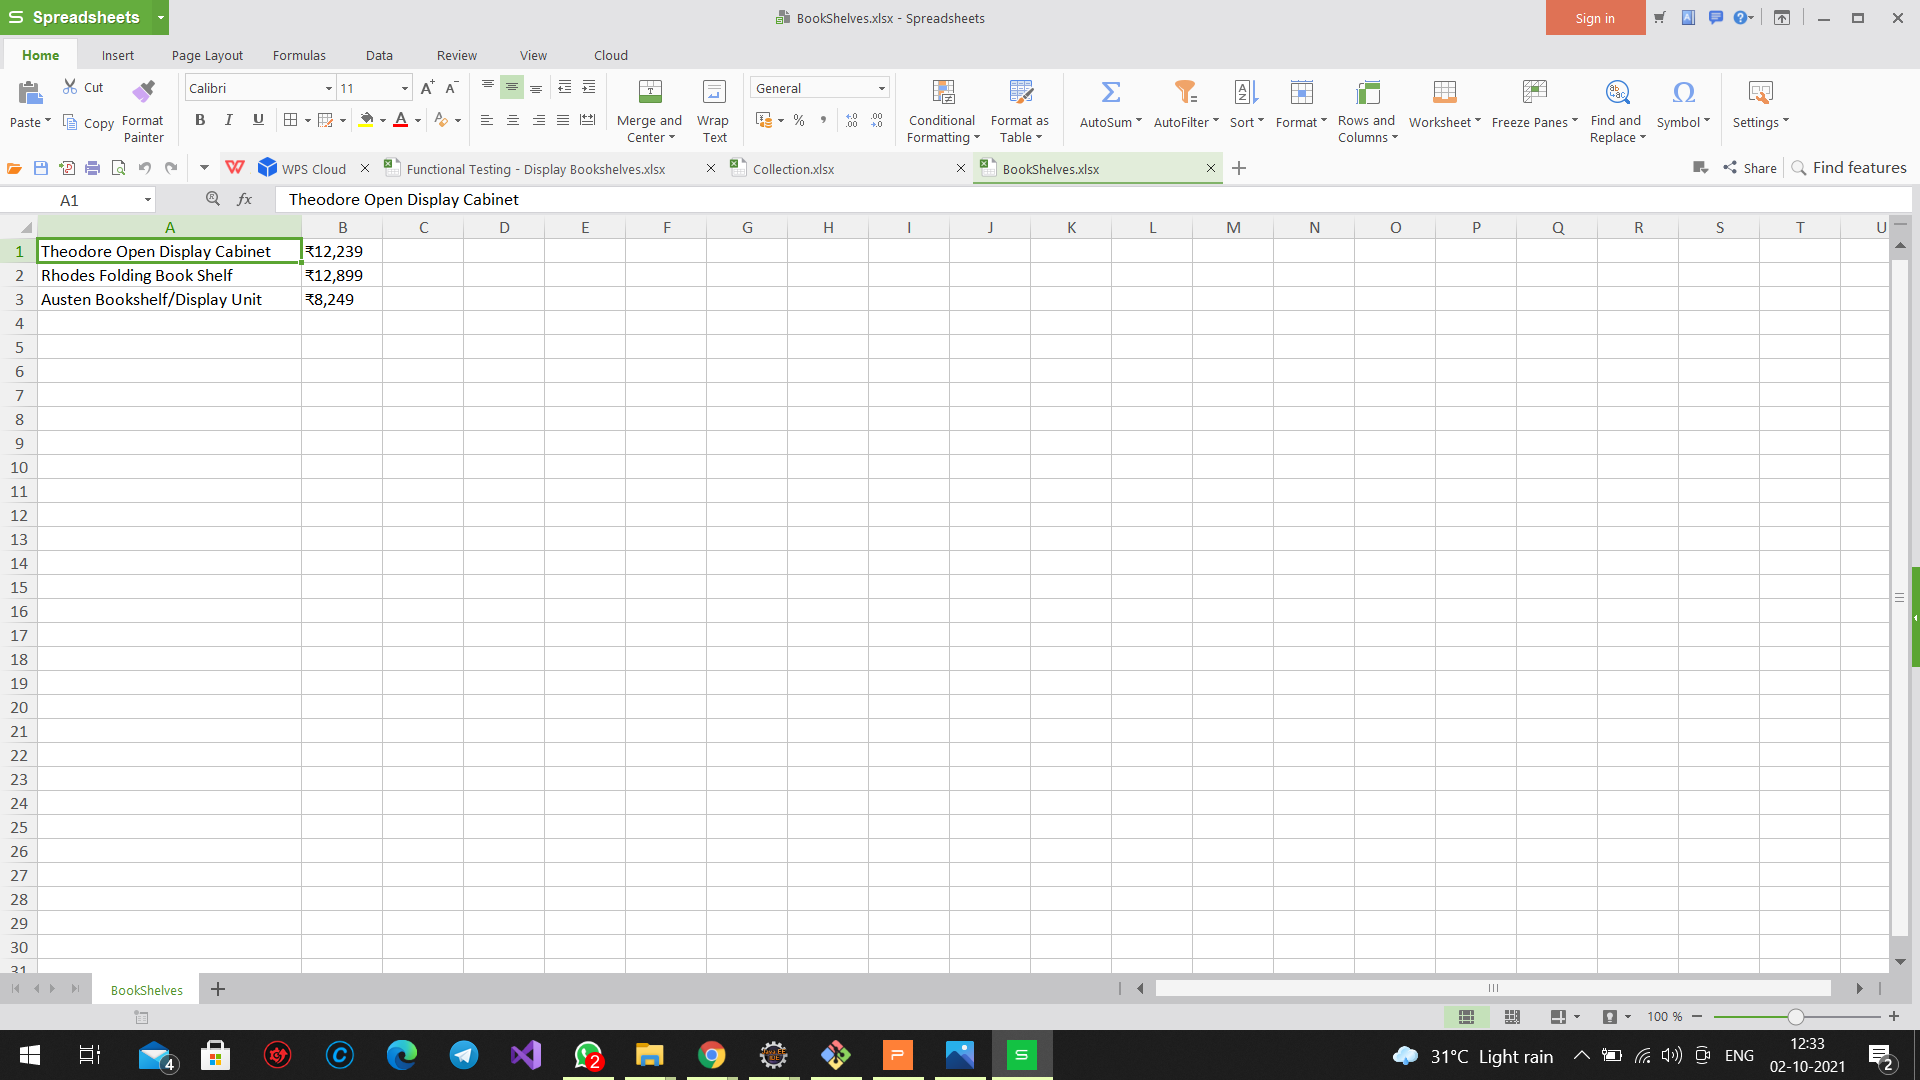 Spreadsheets
BookShelves.xlsx - Spreadsheets
Sign in
Home Insert Page Layout Formulas Data Review View Cloud
Paste Cut Copy Format Painter
Calibri 11
B I U A
Merge and Center Wrap Text
General
Conditional Formatting Format as Table
AutoSum AutoFilter Sort Format Rows and Columns Worksheet Freeze Panes Find and Replace Symbol Settings
WPS Cloud Functional Testing - Display Bookshelves.xlsx Collection.xlsx BookShelves.xlsx
Share Find features
A1 fx Theodore Open Display Cabinet
A B C D E F G H I J K L M N O P Q R S T U
1 Theodore Open Display Cabinet ₹12,239
2 Rhodes Folding Book Shelf ₹12,899
3 Austen Bookshelf/Display Unit ₹8,249
4
5
6
7
8
9
10
11
12
13
14
15
16
17
18
19
20
21
22
23
24
25
26
27
28
29
30
31
BookShelves
100 %
4 2 31°C Light rain ENG 12:33
02-10-2021 2